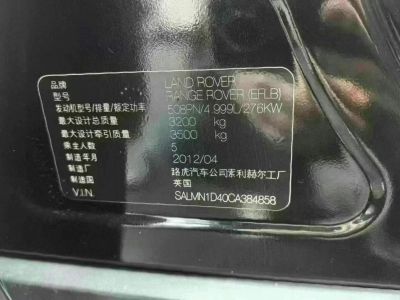 品牌 LAND ROVER
型号 RANGE ROVER (EFLB)
发动机型号/排量/额定功率 508PN/4.999L/276KW
最大设计总质量 3200 kg
最大设计牵引质量 3500 kg
乘坐人数 5
制造年月 2012/04
制造厂 路虎汽车公司索利赫尔工厂
制造国 英国
V.I.N. SALMN1D40CA384858